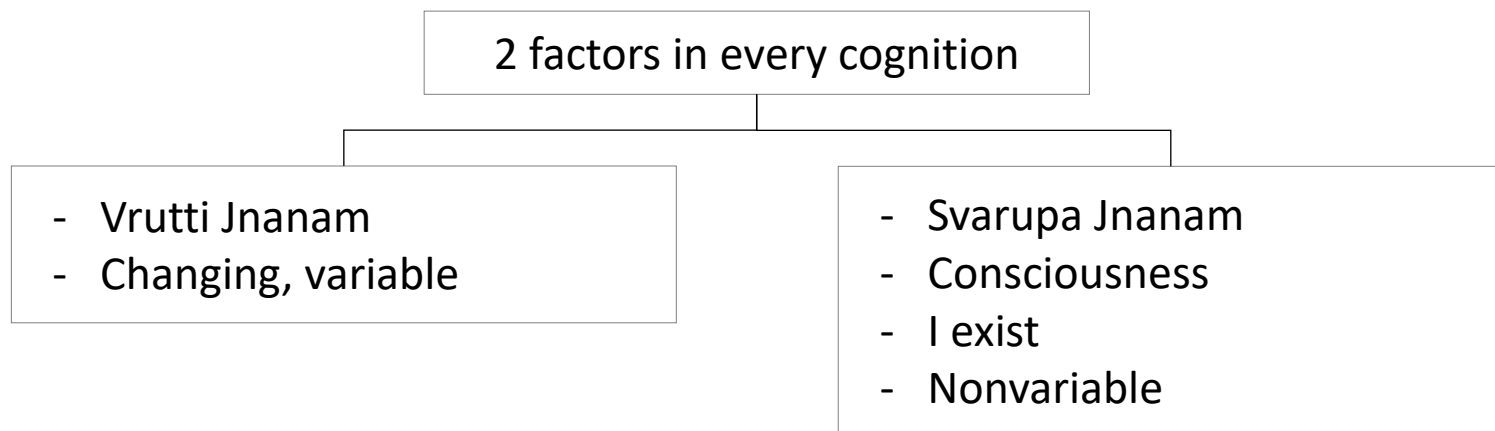 2 factors in every cognition
- Vrutti Jnanam
- Changing, variable
- Svarupa Jnanam
- Consciousness
- I exist
- Nonvariable